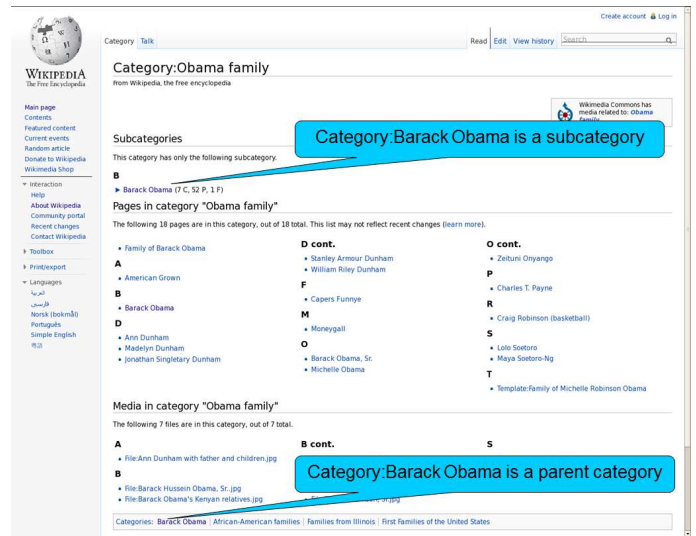 Create account Log in
Category Talk
Read Edit View history Search
WIKIPEDIA
The Free Encyclopedia
Main page
Contents
Featured content
Current events
Random article
Donate to Wikipedia
Wikimedia Shop
Interaction
Help
About Wikipedia
Community portal
Recent changes
Contact Wikipedia
Toolbox
Print/export
Languages
العربية
فارسی
Norsk (bokmål)
Português
Simple English
粵語
Category:Obama family
From Wikipedia, the free encyclopedia
Wikimedia Commons has
media related to: Obama
family
Category:Barack Obama is a subcategory
Subcategories
This category has only the following subcategory.
B
► Barack Obama (7 C, 52 P, 1 F)
Pages in category "Obama family"
The following 18 pages are in this category, out of 18 total. This list may not reflect recent changes (learn more).
• Family of Barack Obama
A
• American Grown
B
• Barack Obama
D
• Ann Dunham
• Madelyn Dunham
• Jonathan Singletary Dunham
D cont.
• Stanley Armour Dunham
• William Riley Dunham
F
• Capers Funnye
M
• Moneygall
O
• Barack Obama, Sr.
• Michelle Obama
O cont.
• Zeituni Onyango
P
• Charles T. Payne
R
• Craig Robinson (basketball)
S
• Lolo Soetoro
• Maya Soetoro-Ng
T
• Template:Family of Michelle Robinson Obama
Media in category "Obama family"
The following 7 files are in this category, out of 7 total.
A
• File:Ann Dunham with father and children.jpg
B
• File:Barack Hussein Obama, Sr..jpg
• File:Barack Obama's Kenyan relatives.jpg
B cont.
S
Category:Barack Obama is a parent category
Categories: Barack Obama | African-American families | Families from Illinois | First Families of the United States